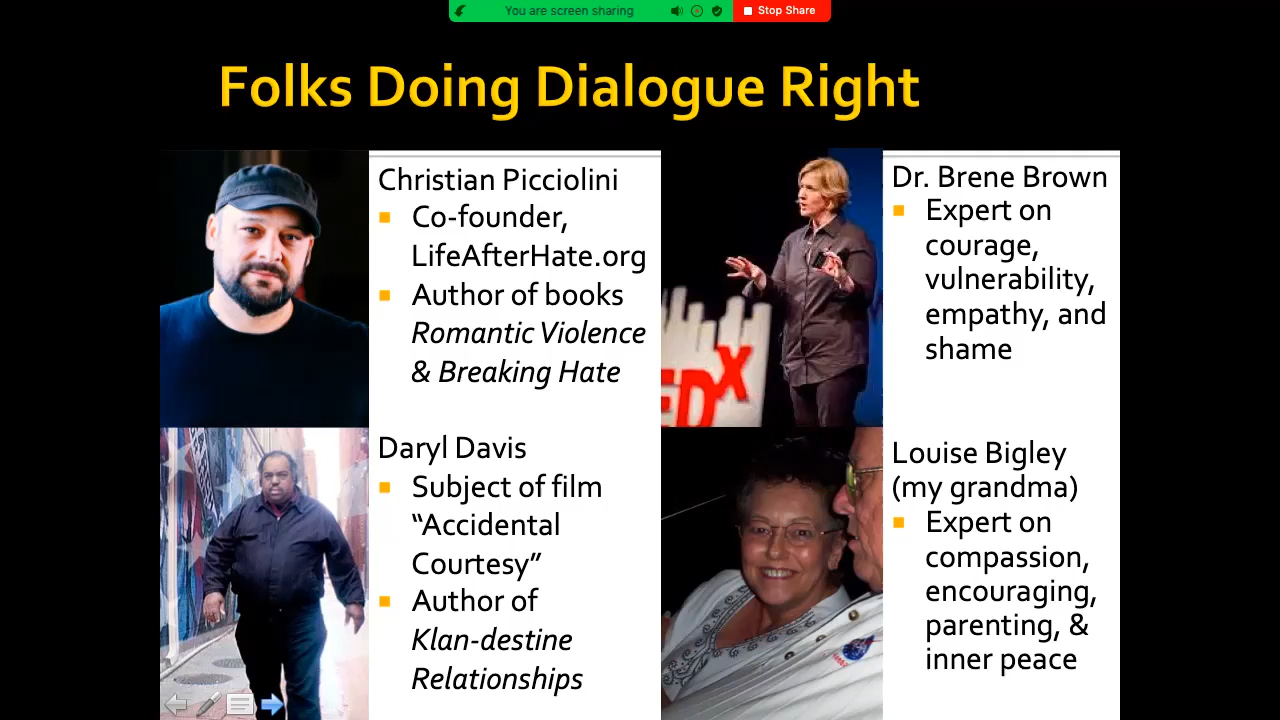 You are screen sharing
Stop Share
Folks Doing Dialogue Right
Christian Picciolini
Co-founder,
LifeAfterHate.org
Author of books
Romantic Violence
& Breaking Hate
EDx
Dr. Brene Brown
Expert on
courage,
vulnerability,
empathy, and
shame
Daryl Davis
Subject of film
“Accidental
Courtesy”
Author of
Klan-destine
Relationships
Louise Bigley
(my grandma)
Expert on
compassion,
encouraging,
parenting, &
inner peace